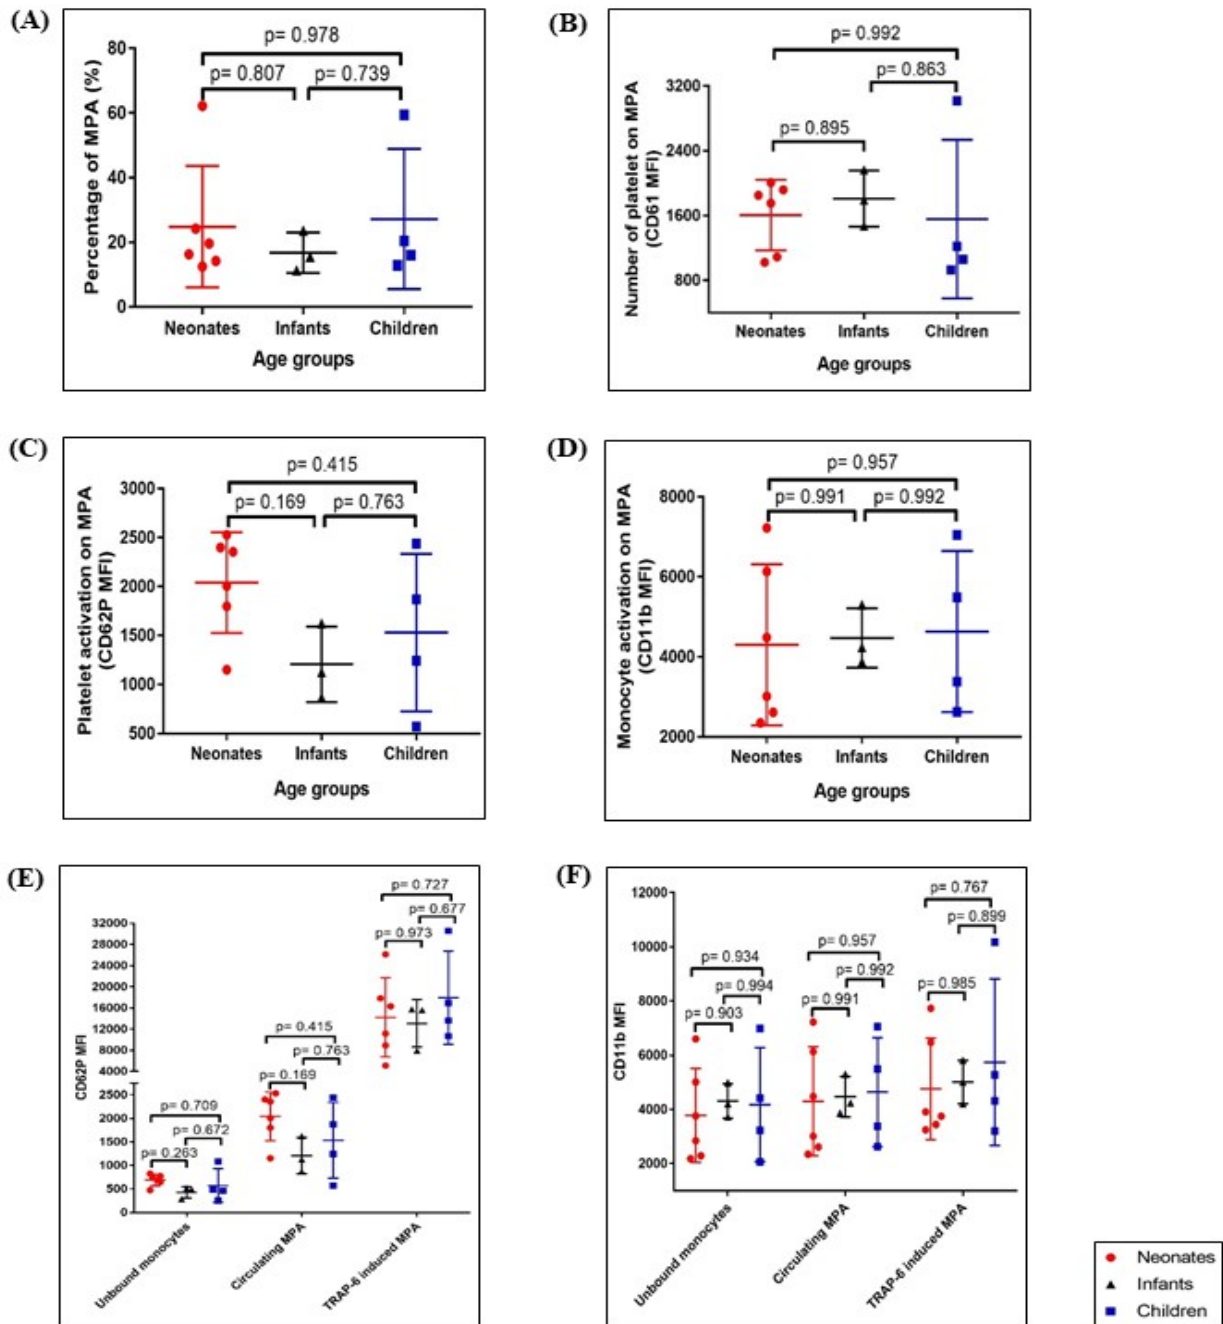 (A)
p= 0.978
p= 0.807
p= 0.739
Percentage of MPA (%)
80
60
40
20
0
Neonates
Infants
Children
Age groups
(B)
p= 0.992
p= 0.863
p= 0.895
Number of platelet on MPA
(CD61 MFI)
3200
2400
1600
800
Neonates
Infants
Children
Age groups
(C)
p= 0.415
p= 0.169
p= 0.763
Platelet activation on MPA
(CD62P MFI)
3000
2500
2000
1500
1000
500
Neonates
Infants
Children
Age groups
(D)
p= 0.957
p= 0.991
p= 0.992
Monocyte activation on MPA
(CD11b MFI)
8000
6000
4000
2000
Neonates
Infants
Children
Age groups
(E)
p= 0.727
p= 0.677
p= 0.973
p= 0.415
p= 0.763
p= 0.169
p= 0.709
p= 0.672
p= 0.263
CD62P MFI
32000
28000
24000
20000
16000
12000
8000
4000
2500
2000
1500
1000
500
0
Unbound monocytes
Circulating MPA
TRAP-6 induced MPA
(F)
p= 0.767
p= 0.899
p= 0.985
p= 0.957
p= 0.992
p= 0.991
p= 0.934
p= 0.994
p= 0.903
CD11b MFI
12000
10000
8000
6000
4000
2000
Unbound monocytes
Circulating MPA
TRAP-6 induced MPA
Neonates
Infants
Children